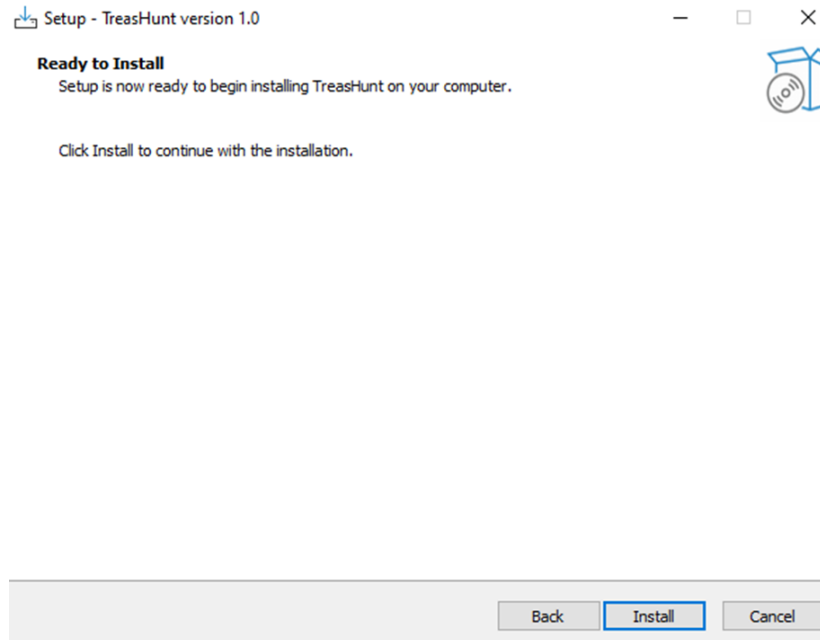 Setup - TreasHunt version 1.0
Ready to Install
Setup is now ready to begin installing TreasHunt on your computer.
Click Install to continue with the installation.
Back
Install
Cancel